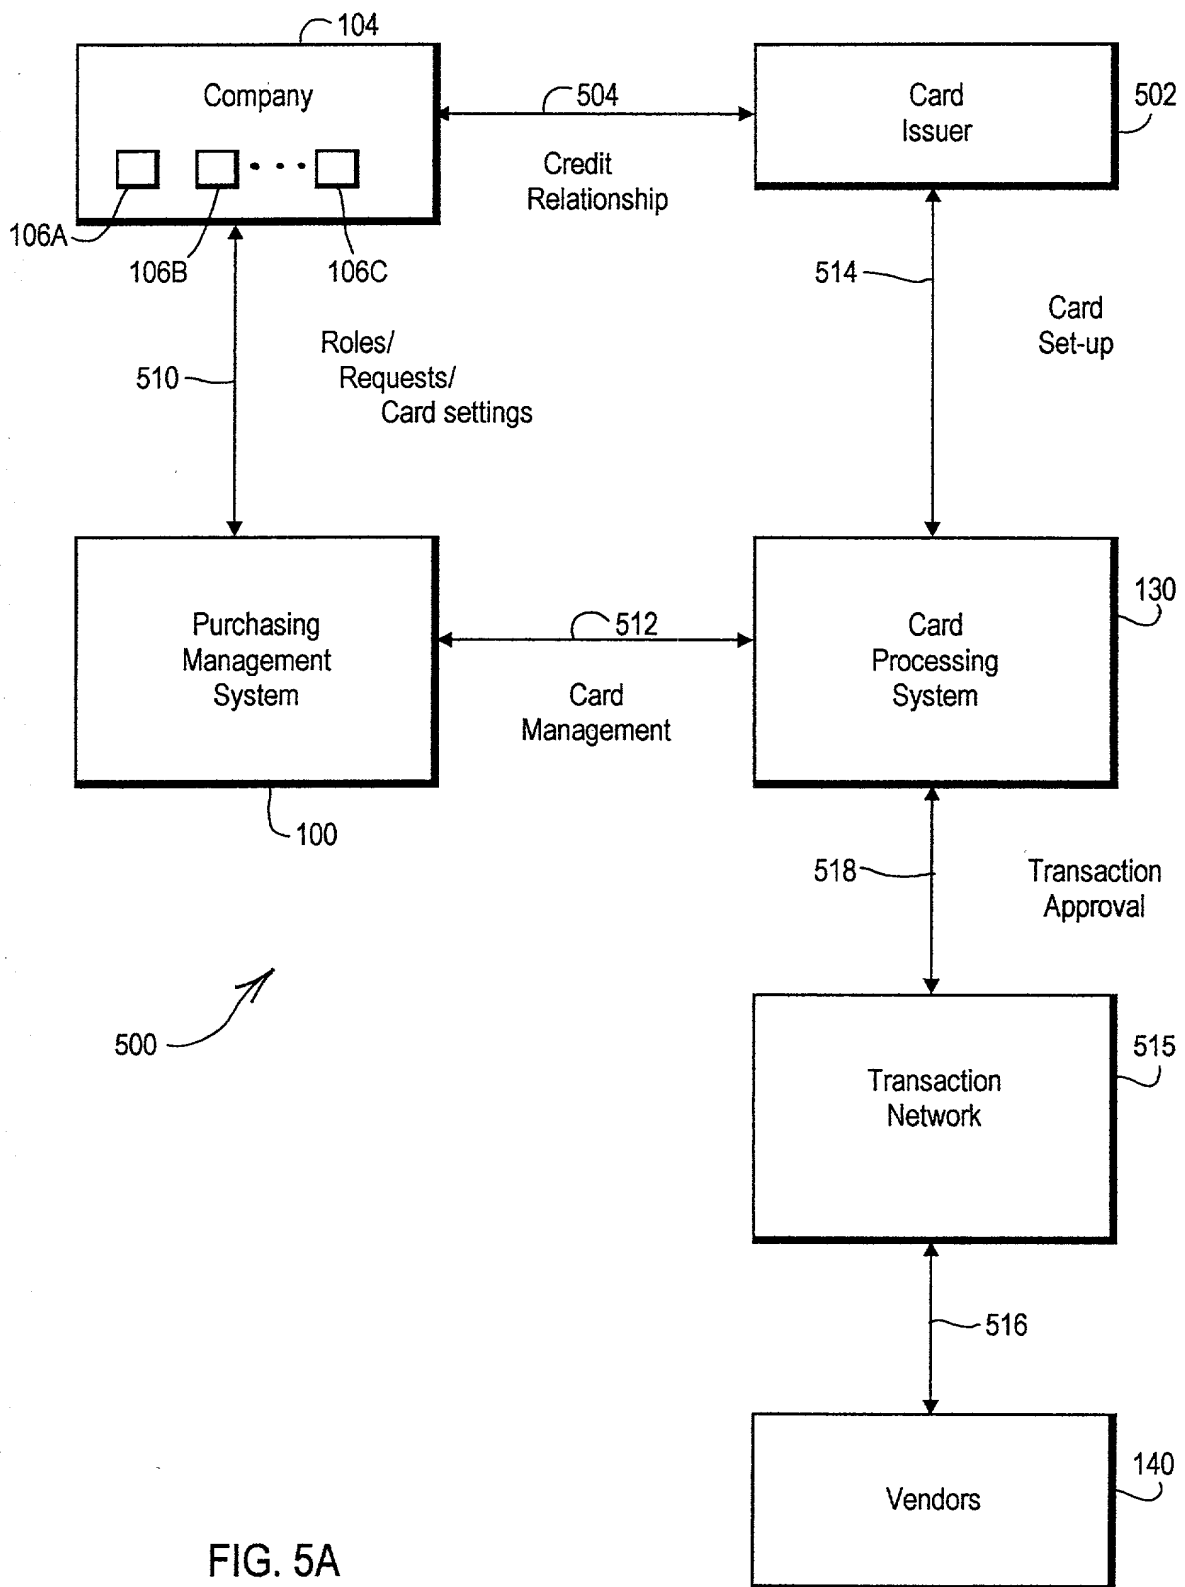 104
Company
504
Card
Issuer
502
Credit
Relationship
106A
106B
106C
514
Card
Set-up
Roles/
Requests/
Card settings
510
130
Purchasing
Management
System
512
Card
Processing
System
Card
Management
100
518
Transaction
Approval
500
515
Transaction
Network
516
140
Vendors
FIG. 5A